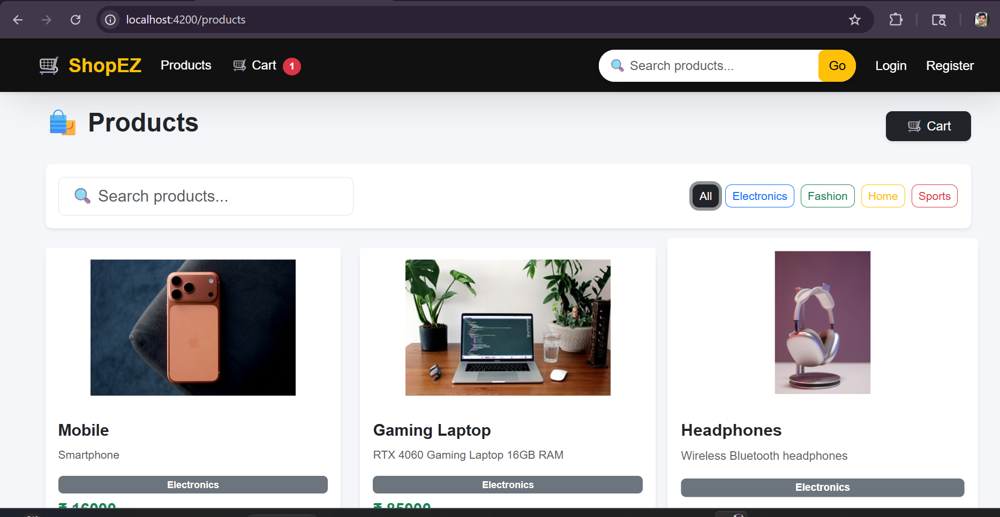 localhost:4200/products
ShopEZ
Products
Cart 1
Search products...
Go
Login
Register
Products
Cart
Search products...
All
Electronics
Fashion
Home
Sports
Mobile
Smartphone
Electronics
₹ 16000
Gaming Laptop
RTX 4060 Gaming Laptop 16GB RAM
Electronics
₹ 85000
Headphones
Wireless Bluetooth headphones
Electronics